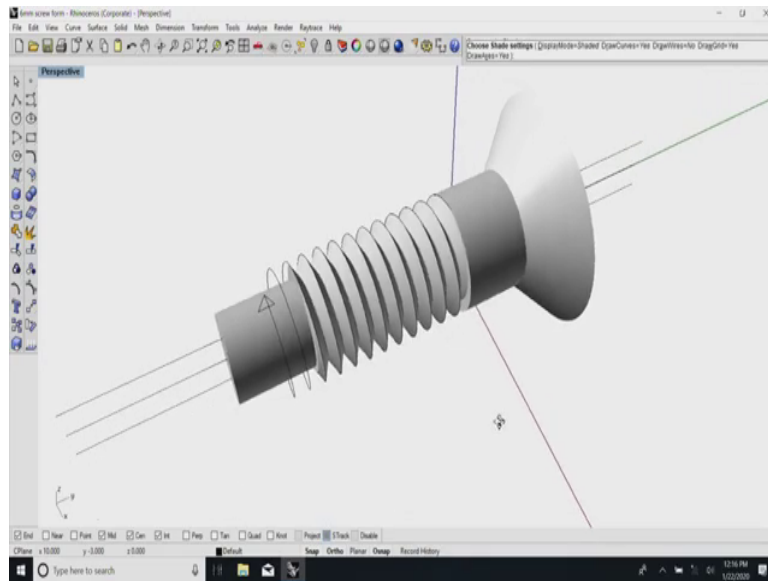 6mm screw form - Rhinoceros (Corporate) - [Perspective]
File Edit View Curve Surface Solid Mesh Dimension Transform Tools Analyze Render Raytrace Help
Choose Shade settings ( DisplayMode=Shaded DrawCurves=Yes DrawWires=No DrawGrid=Yes
DrawAxes=Yes ):
Perspective
z
y
x
End Near Point Mid Cen Int Perp Tan Quad Knot Project STrack Disable
CPlane x 10.000 y -3.000 z 0.000 Default Snap Ortho Planar Osnap Record History
Type here to search
12:16 PM
1/22/2020